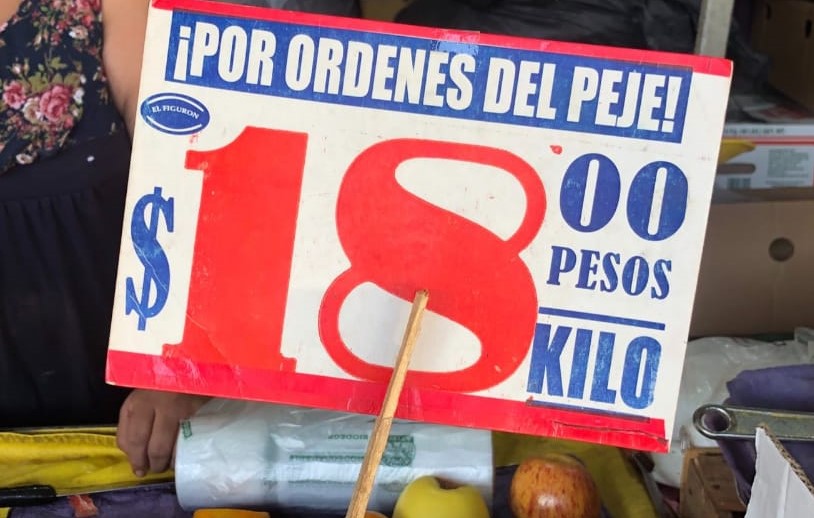 ¡POR ORDENES DEL PEJE!
EL FIGURON
$18 00
PESOS
KILO